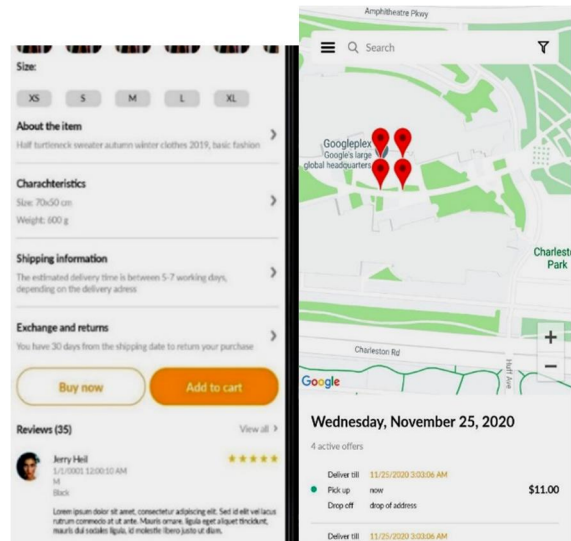 Size:
XS S M L XL
About the item
Half turtleneck sweater autumn winter clothes 2019, basic fashion
Charachteristics
Size: 70x50 cm
Weight: 600 g
Shipping information
The estimated delivery time is between 5-7 working days,
depending on the delivery adress
Exchange and returns
You have 30 days from the shipping date to return your purchase
Buy now Add to cart
Reviews (35) View all
Jerry Heil
1/1/0001 12:00:10 AM
M
Black
Lorem ipsum dolor sit amet, consectetur adipiscing elit. Sed id elit vel lacus
rutrum commodo at ut ante. Mauris ornare, ligula eget aliquet tincidunt,
mauris dui sodales ligula, id molestie libero justo ut diam.
Amphitheatre Pkwy
Search
Googleplex
Google's large
global headquarters
Charlest
Park
Charleston Rd
Huff Ave
+
−
Google
Wednesday, November 25, 2020
4 active offers
Deliver till 11/25/2020 3:03:06 AM
Pick up now $11.00
Drop off drop of address
Deliver till 11/25/2020 3:03:06 AM